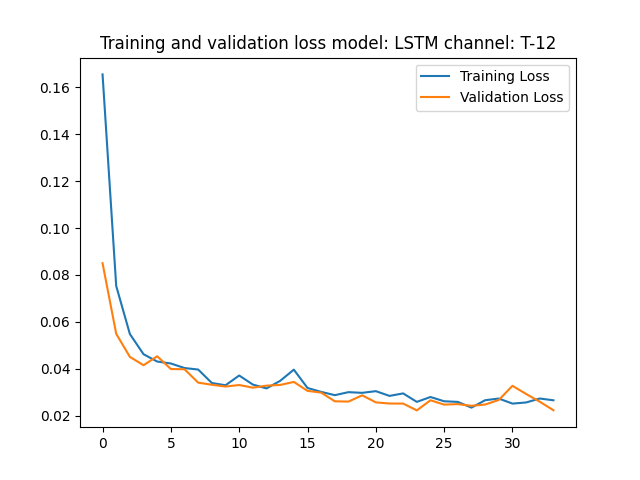 Training and validation loss model: LSTM channel: T-12
Training Loss
Validation Loss
0.16
0.14
0.12
0.10
0.08
0.06
0.04
0.02
0 5 10 15 20 25 30